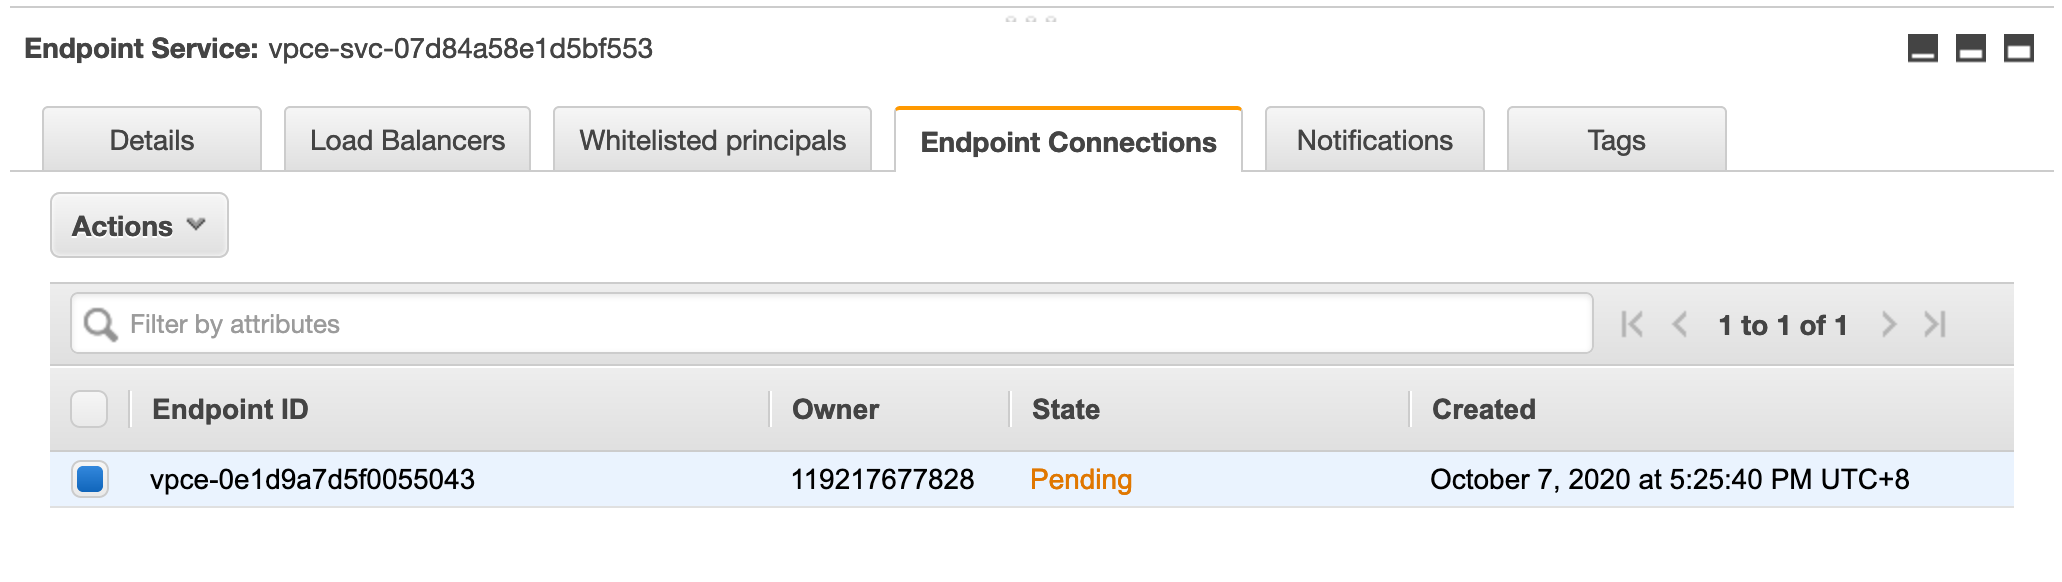 Endpoint Service: vpce-svc-07d84a58e1d5bf553
Details Load Balancers Whitelisted principals Endpoint Connections Notifications Tags
Actions
Filter by attributes 1 to 1 of 1
Endpoint ID Owner State Created
vpce-0e1d9a7d5f0055043 119217677828 Pending October 7, 2020 at 5:25:40 PM UTC+8